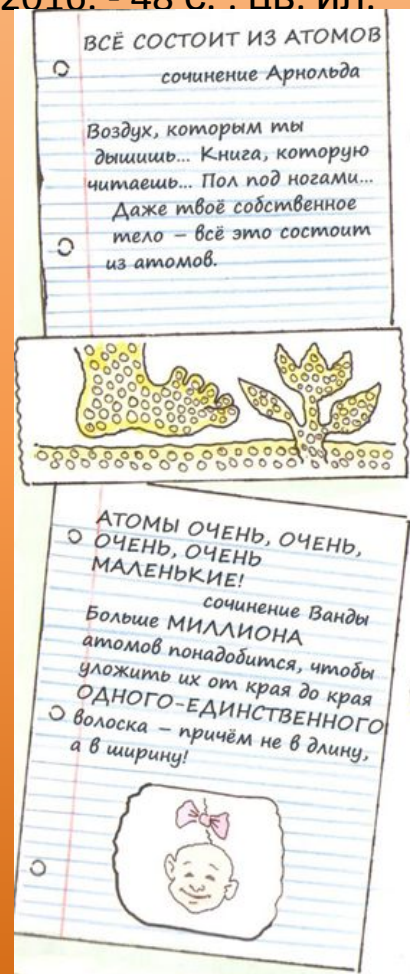 2016. - 48 с. : цв. ил.
ВСЁ СОСТОИТ ИЗ АТОМОВ
сочинение Арнольда
Воздух, которым ты
дышишь... Книга, которую
читаешь... Пол под ногами...
Даже твоё собственное
тело – всё это состоит
из атомов.
АТОМЫ ОЧЕНЬ, ОЧЕНЬ,
ОЧЕНЬ, ОЧЕНЬ
МАЛЕНЬКИЕ!
сочинение Ванды
Больше МИЛЛИОНА
атомов понадобится, чтобы
уложить их от края до края
ОДНОГО-ЕДИНСТВЕННОГО
волоска – причём не в длину,
а в ширину!